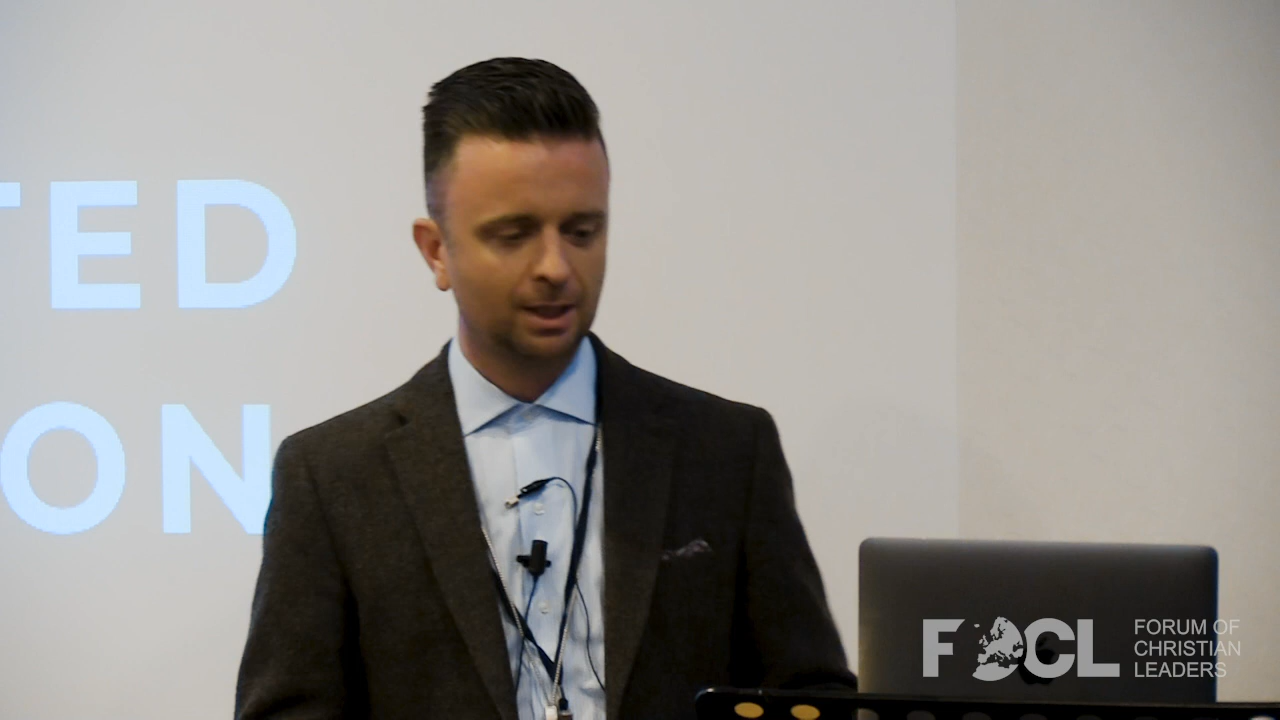 TED
ON
FOCL
FORUM OF
CHRISTIAN
LEADERS